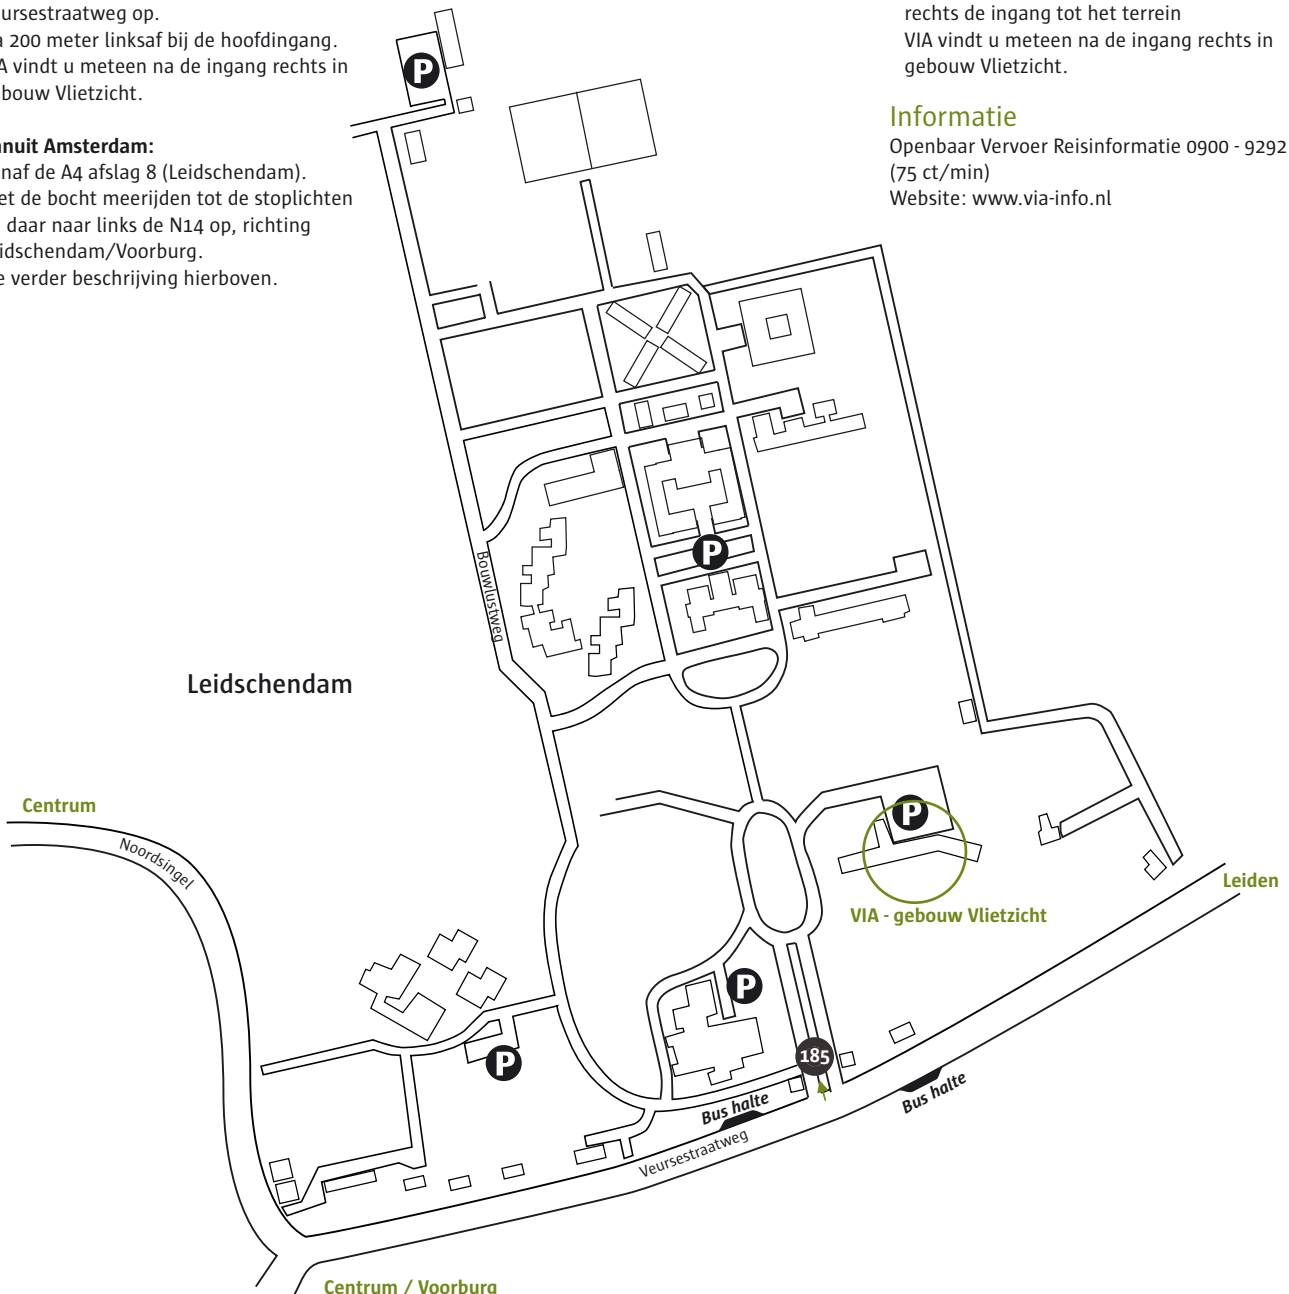 ursestraatweg op.
a 200 meter linksaf bij de hoofdingang.
A vindt u meteen na de ingang rechts in
bouw Vlietzicht.
nuit Amsterdam:
naf de A4 afslag 8 (Leidschendam).
et de bocht meerijden tot de stoplichten
daar naar links de N14 op, richting
idschendam/Voorburg.
e verder beschrijving hierboven.
rechts de ingang tot het terrein
VIA vindt u meteen na de ingang rechts in
gebouw Vlietzicht.
Informatie
Openbaar Vervoer Reisinformatie 0900 - 9292
(75 ct/min)
Website: www.via-info.nl
P
P
Bouwlustweg
Leidschendam
Centrum
Noordsingel
P
Leiden
VIA - gebouw Vlietzicht
P
P
185
Bus halte
Bus halte
Veursestraatweg
Centrum / Voorburg